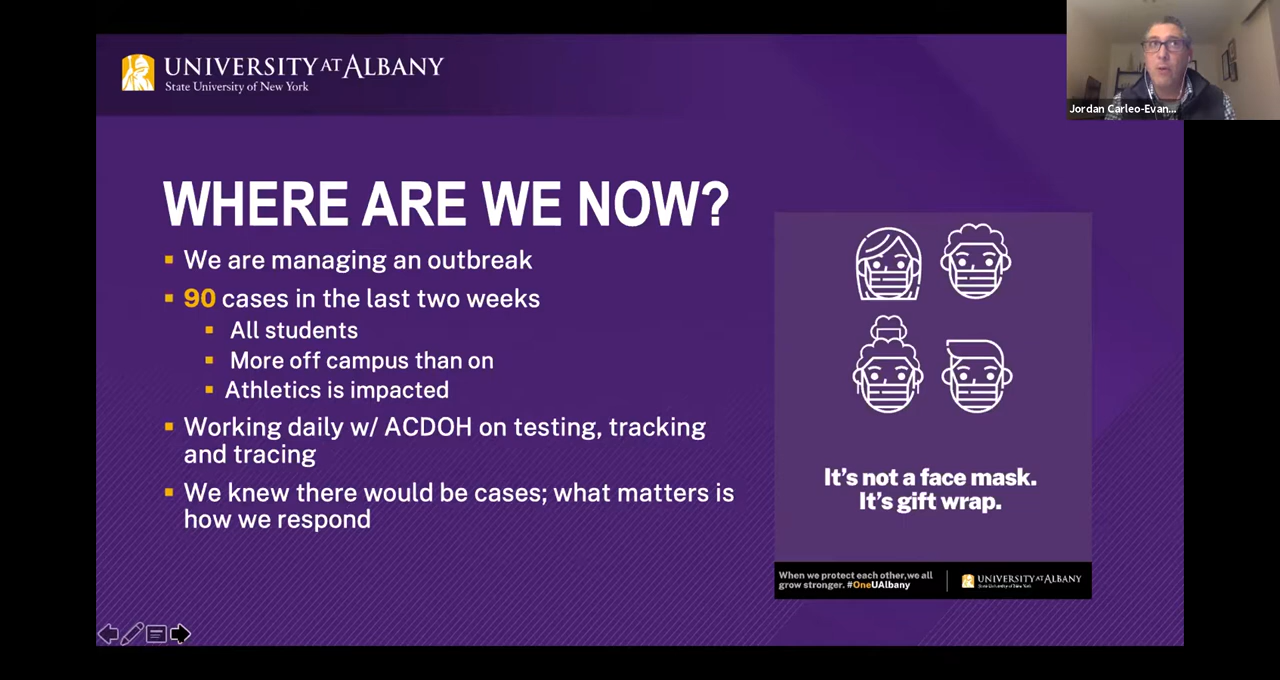 UNIVERSITY AT ALBANY
State University of New York
Jordan Carleo-Evan...
WHERE ARE WE NOW?
We are managing an outbreak
90 cases in the last two weeks
All students
More off campus than on
Athletics is impacted
Working daily w/ ACDOH on testing, tracking
and tracing
We knew there would be cases; what matters is
how we respond
It's not a face mask.
It's gift wrap.
When we protect each other,we all
grow stronger. #OneUAlbany
UNIVERSITY AT ALBANY
State University of New York